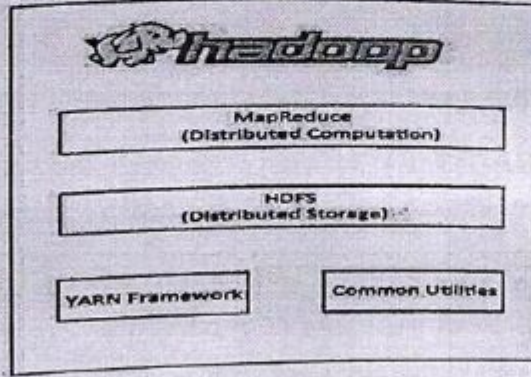 hadoop
MapReduce
(Distributed Computation)
HDFS
(Distributed Storage)
YARN Framework
Common Utilities